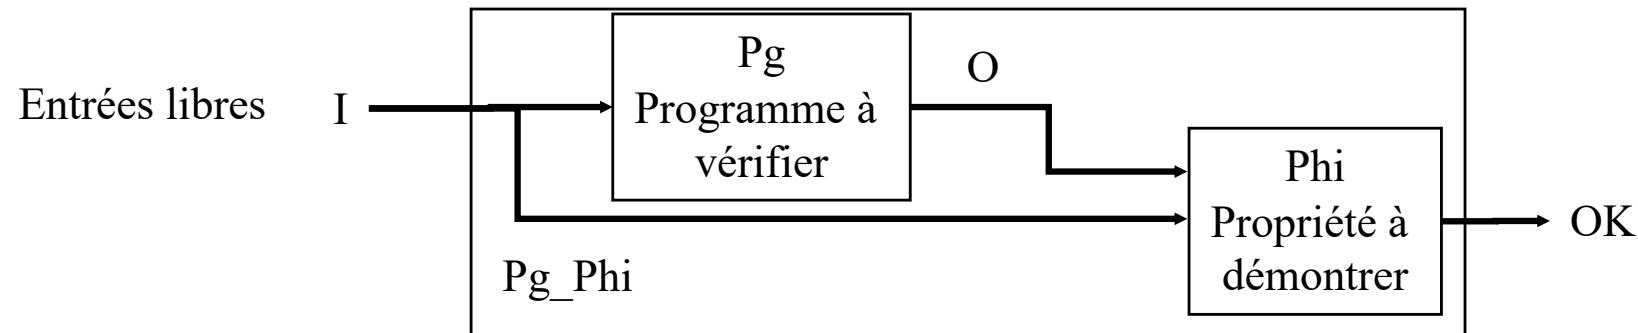 Entrées libres
I
Pg
Programme à
vérifier
O
Phi
Propriété à
démontrer
OK
Pg_Phi